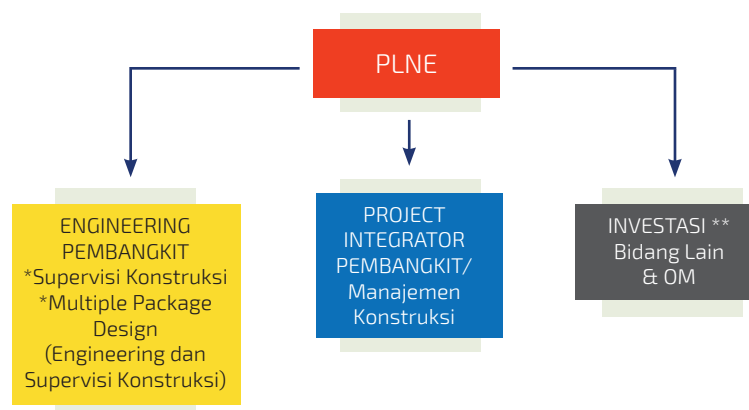 PLNE
ENGINEERING
PEMBANGKIT
*Supervisi Konstruksi
*Multiple Package
Design
(Engineering dan
Supervisi Konstruksi)
PROJECT
INTEGRATOR
PEMBANGKIT/
Manajemen
Konstruksi
INVESTASI **
Bidang Lain
& OM